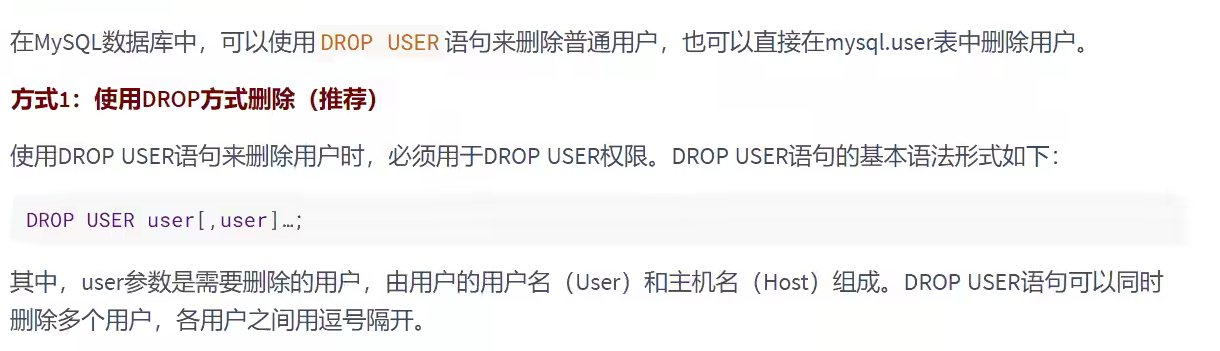 在MySQL数据库中，可以使用 DROP USER 语句来删除普通用户，也可以直接在mysql.user表中删除用户。
方式1：使用DROP方式删除（推荐）
使用DROP USER语句来删除用户时，必须用于DROP USER权限。DROP USER语句的基本语法形式如下：
DROP USER user[,user]…;
其中，user参数是需要删除的用户，由用户的用户名（User）和主机名（Host）组成。DROP USER语句可以同时
删除多个用户，各用户之间用逗号隔开。